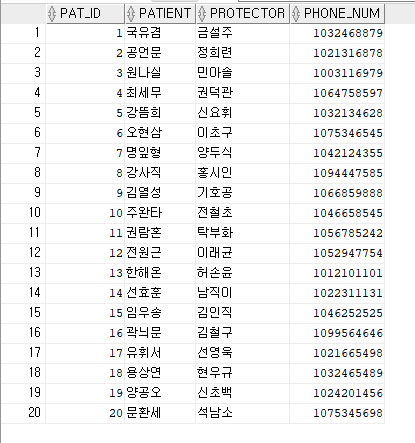 PAT_ID PATIENT PROTECTOR PHONE_NUM
1 1 국유겸 금설주 1032468879
2 2 공언문 정희련 1021316878
3 3 원나실 민마솔 1003116979
4 4 최세무 권덕관 1064758597
5 5 강뜸희 신요휘 1032134628
6 6 오현삼 이초구 1075346545
7 7 명잎형 양두식 1042124355
8 8 강사직 홍시인 1094447585
9 9 김열성 기호공 1066859888
10 10 주완타 전철초 1046658545
11 11 권람혼 탁부화 1056785242
12 12 전원근 이래균 1052947754
13 13 한해온 허손윤 1012101101
14 14 선효훈 남직이 1022311131
15 15 임우송 김인직 1046252525
16 16 곽늬문 김철구 1099564646
17 17 유휘서 선영욱 1021665498
18 18 용상연 현우규 1032465489
19 19 양공오 신초백 1024201456
20 20 문환세 석남소 1075345698